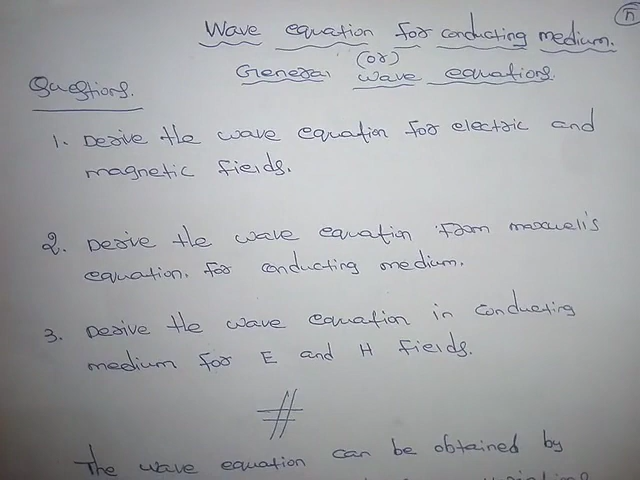 Wave equation for conducting medium.
(or)
General wave equations.
Questions.
1. Derive the wave equation for electric and
magnetic fields.
2. Derive the wave equation from maxwell's
equation. for conducting medium.
3. Derive the wave equation in conducting
medium for E and H fields.
#
The wave equation can be obtained by